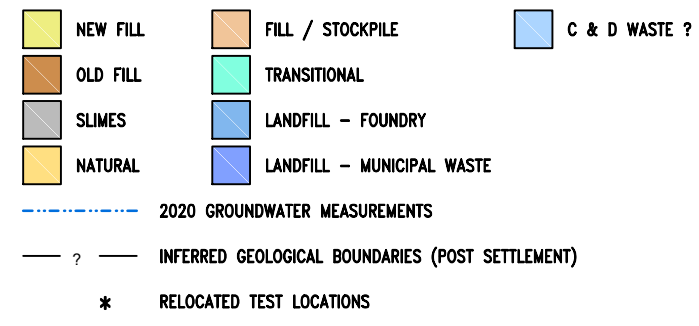 NEW FILL
FILL / STOCKPILE
C & D WASTE ?
OLD FILL
TRANSITIONAL
SLIMES
LANDFILL – FOUNDRY
NATURAL
LANDFILL – MUNICIPAL WASTE
2020 GROUNDWATER MEASUREMENTS
? INFERRED GEOLOGICAL BOUNDARIES (POST SETTLEMENT)
* RELOCATED TEST LOCATIONS